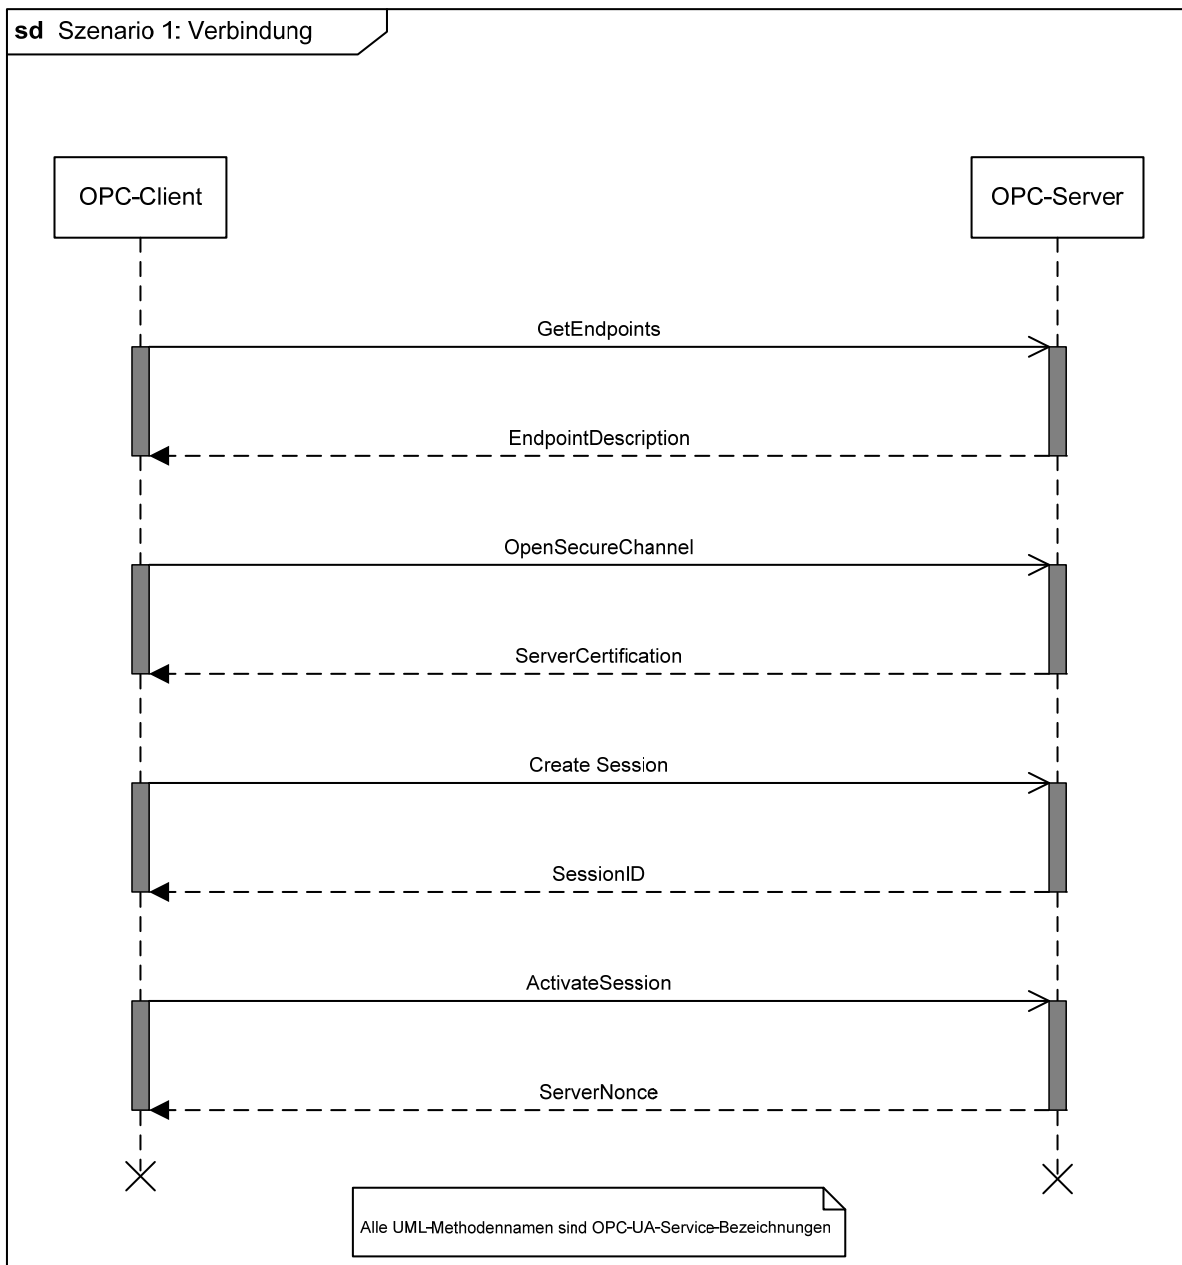 sd Szenario 1: Verbindung
OPC-Client
OPC-Server
GetEndpoints
EndpointDescription
OpenSecureChannel
ServerCertification
Create Session
SessionID
ActivateSession
ServerNonce
Alle UML-Methodennamen sind OPC-UA-Service-Bezeichnungen